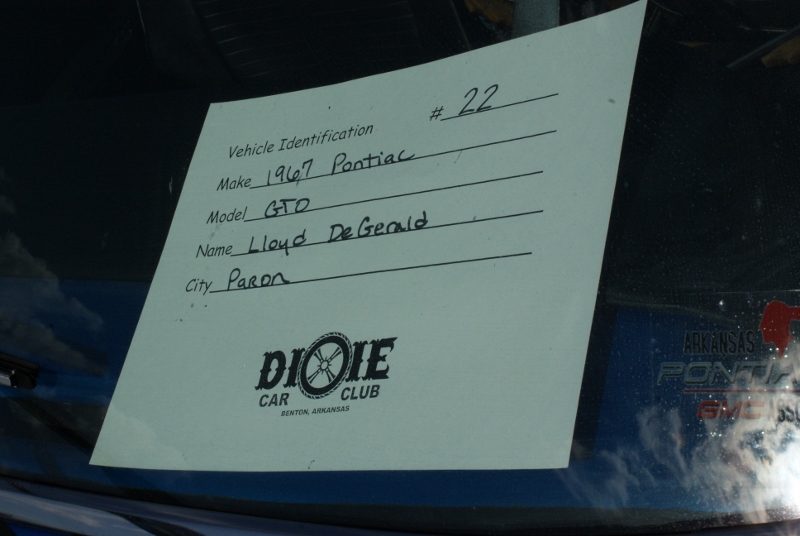 # 22
Vehicle Identification
Make 1967 Pontiac
Model GTO
Name Lloyd DeGerald
City Paron
DIXIE
CAR CLUB
BENTON, ARKANSAS
ARKANSAS
PONTIAC
GMC